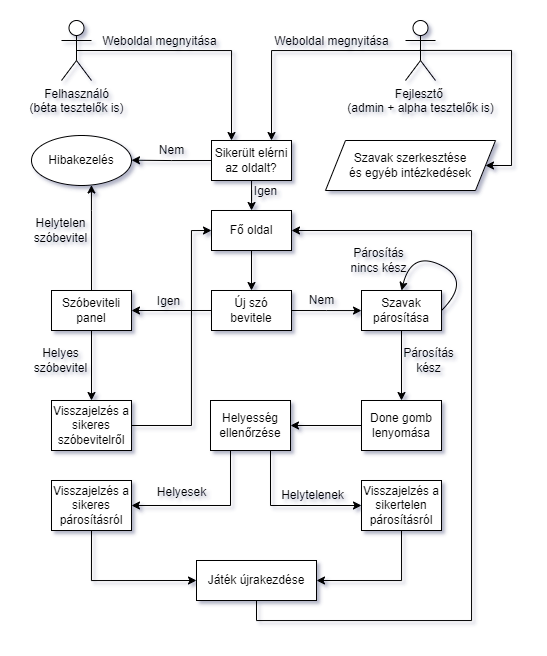 Weboldal megnyitása
Weboldal megnyitása
Felhasználó
(béta tesztelők is)
Fejlesztő
(admin + alpha tesztelők is)
Hibakezelés
Nem
Sikerült elérni
az oldalt?
Szavak szerkesztése
és egyéb intézkedések
Igen
Helytelen
szóbevitel
Fő oldal
Párosítás
nincs kész
Szóbeviteli
panel
Igen
Új szó
bevitele
Nem
Szavak
párosítása
Helyes
szóbevitel
Párosítás
kész
Visszajelzés a
sikeres
szóbevitelről
Helyesség
ellenőrzése
Done gomb
lenyomása
Visszajelzés a
sikeres
párosításról
Helyesek
Helytelenek
Visszajelzés a
sikertelen
párosításról
Játék újrakezdése